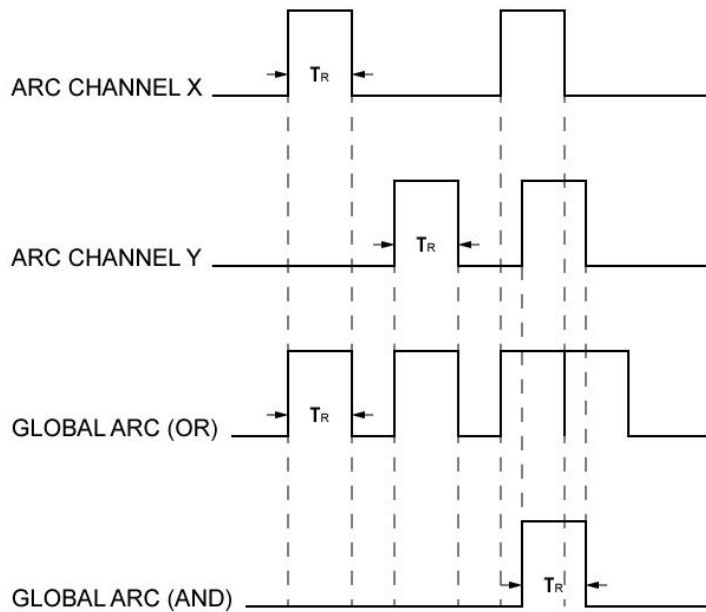 ARC CHANNEL X
TR
ARC CHANNEL Y
TR
GLOBAL ARC (OR)
TR
GLOBAL ARC (AND)
TR